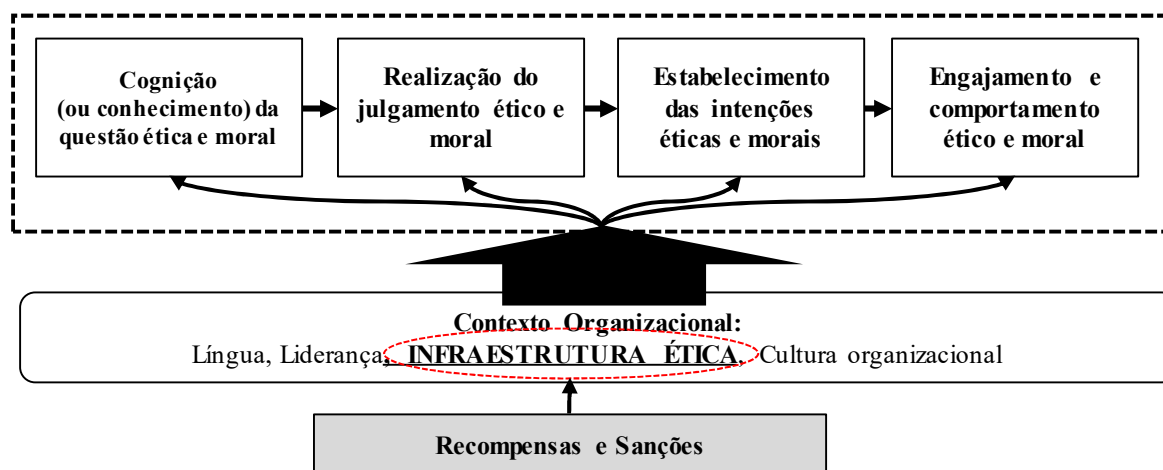 Cognição
(ou conhecimento) da
questão ética e moral
Realização do
julgamento ético e
moral
Estabelecimento
das intenções
éticas e morais
Engajamento e
comportamento
ético e moral
Contexto Organizacional:
Língua, Liderança, INFRAESTRUTURA ÉTICA, Cultura organizacional
Recompensas e Sanções